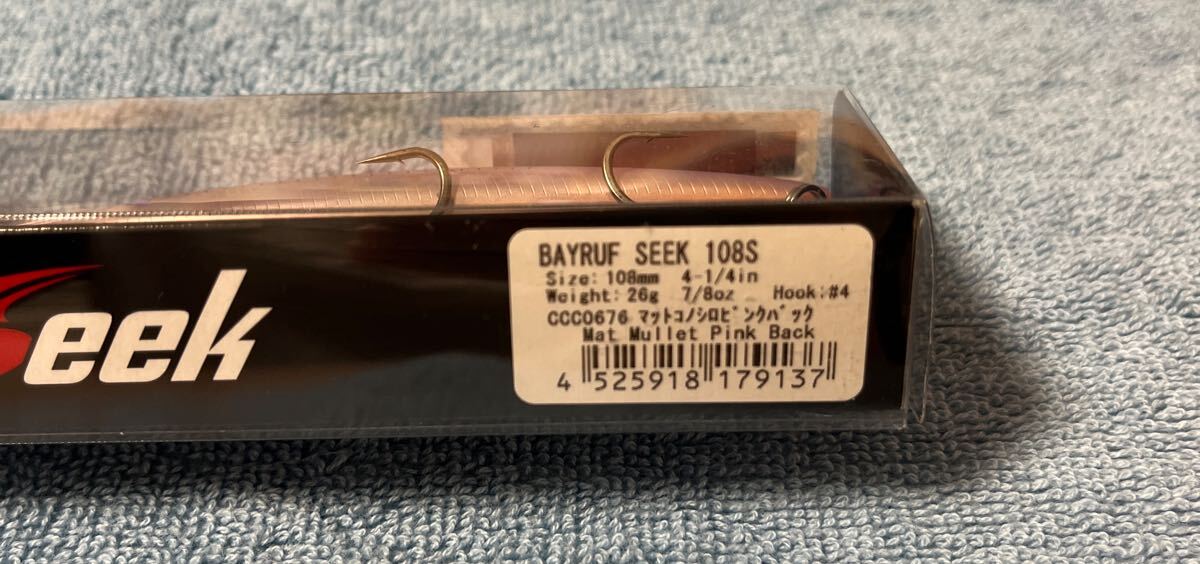 Seek
BAYRUF SEEK 108S
Size: 108mm 4-1/4in
Weight: 26g 7/8oz Hook:#4
CCC0676 マットコノシロピンクバック
Mat Mullet Pink Back
4 525918 179137